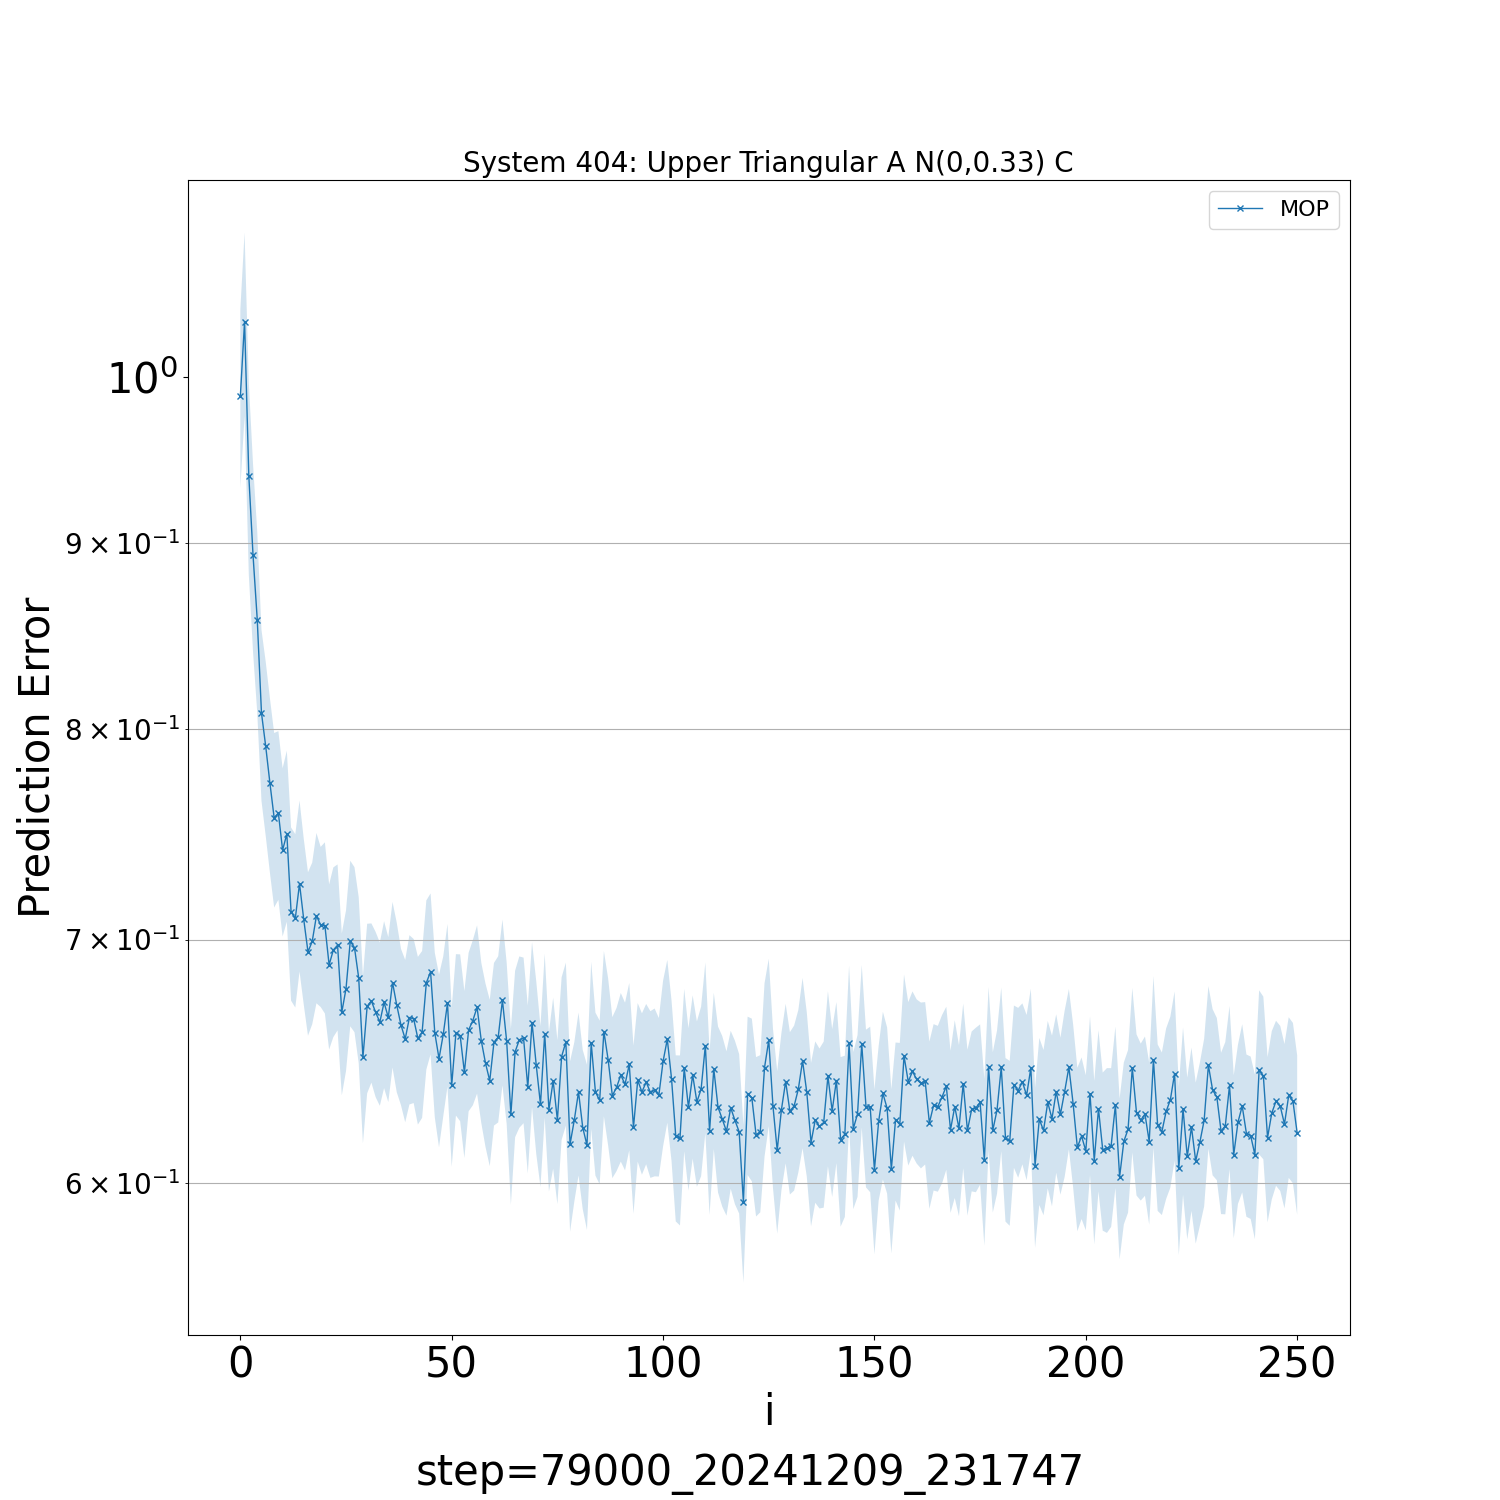 System 404: Upper Triangular A N(0,0.33) C
MOP
Prediction Error
10⁰
9 × 10⁻¹
8 × 10⁻¹
7 × 10⁻¹
6 × 10⁻¹
0 50 100 150 200 250
i
step=79000_20241209_231747